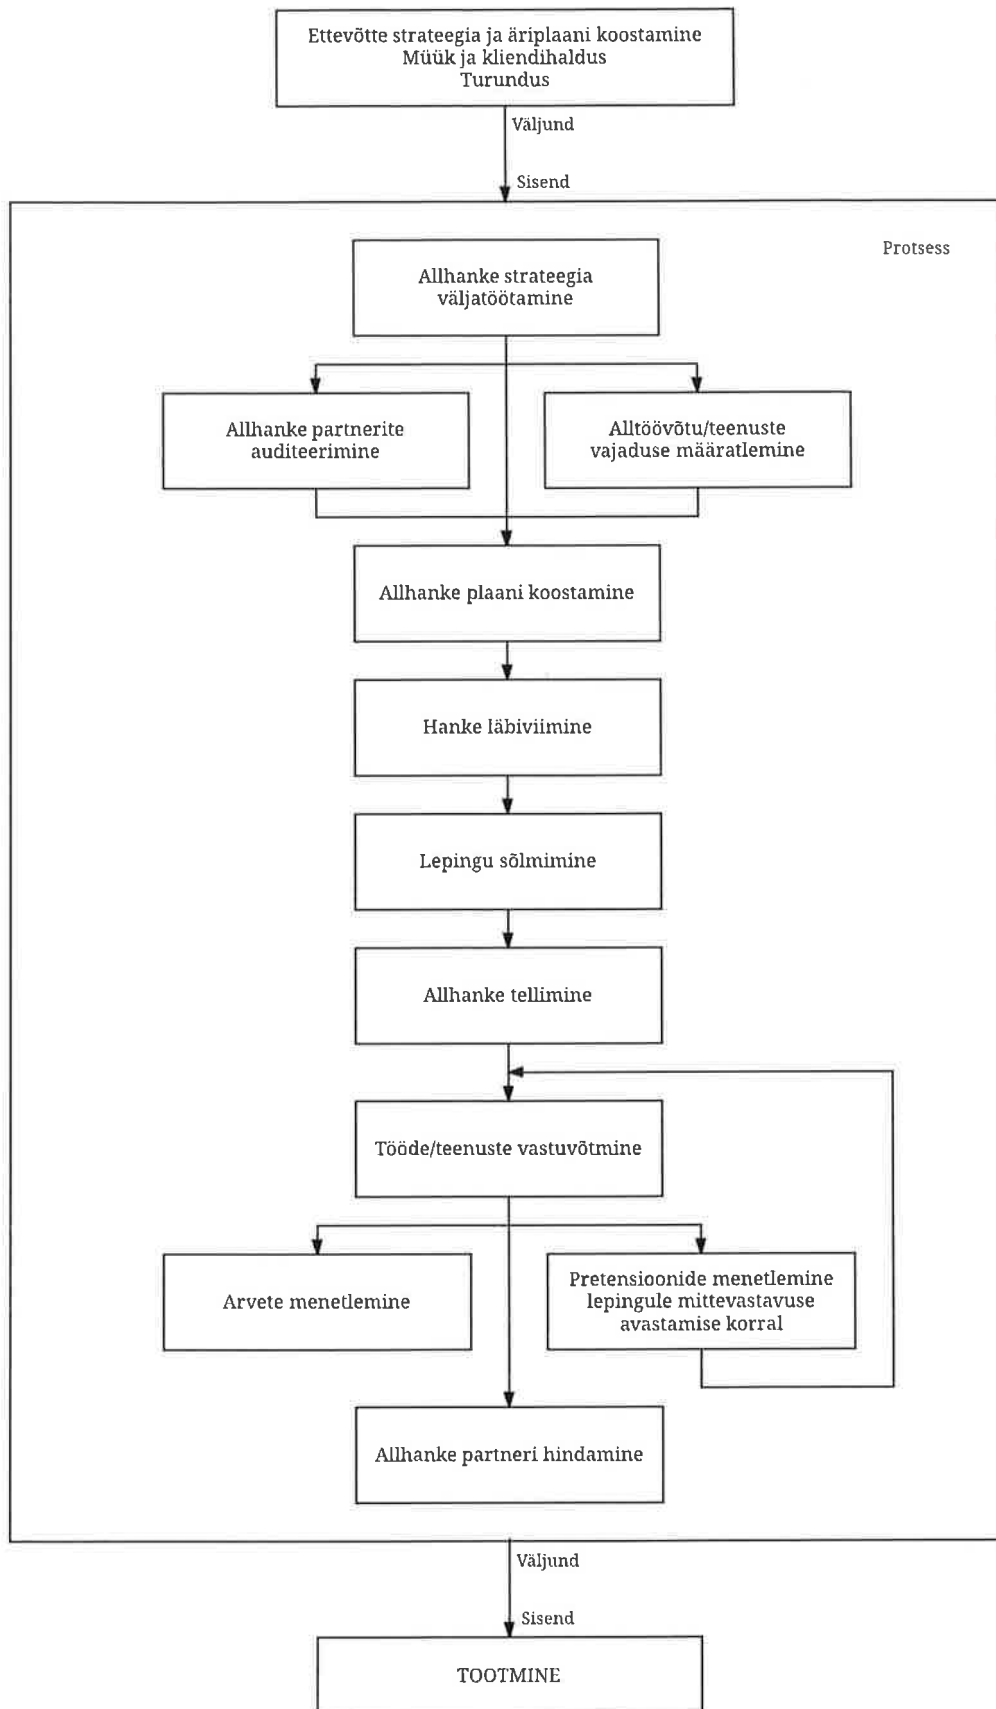 Ettevõtte strateegia ja äriplaani koostamine
Müük ja kliendihaldus
Turundus
Väljund
Sisend
Protsess
Allhanke strateegia
väljatöötamine
Allhanke partnerite
auditeerimine
Alltöövõtu/teenuste
vajaduse määratlemine
Allhanke plaani koostamine
Hanke läbiviimine
Lepingu sõlmimine
Allhanke tellimine
Tööde/teenuste vastuvõtmine
Arvete menetlemine
Pretensioonide menetlemine
lepingule mittevastavuse
avastamise korral
Allhanke partneri hindamine
Väljund
Sisend
TOOTMINE